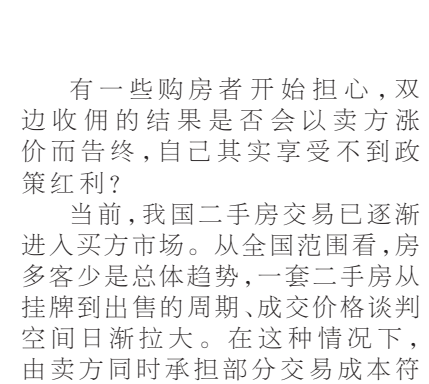 有一些购房者开始担心,双
边收佣的结果是否会以卖方涨
价而告终,自己其实享受不到政
策红利?
当前,我国二手房交易已逐渐
进入买方市场。从全国范围看,房
多客少是总体趋势,一套二手房从
挂牌到出售的周期、成交价格谈判
空间日渐拉大。在这种情况下,
由卖方同时承担部分交易成本符